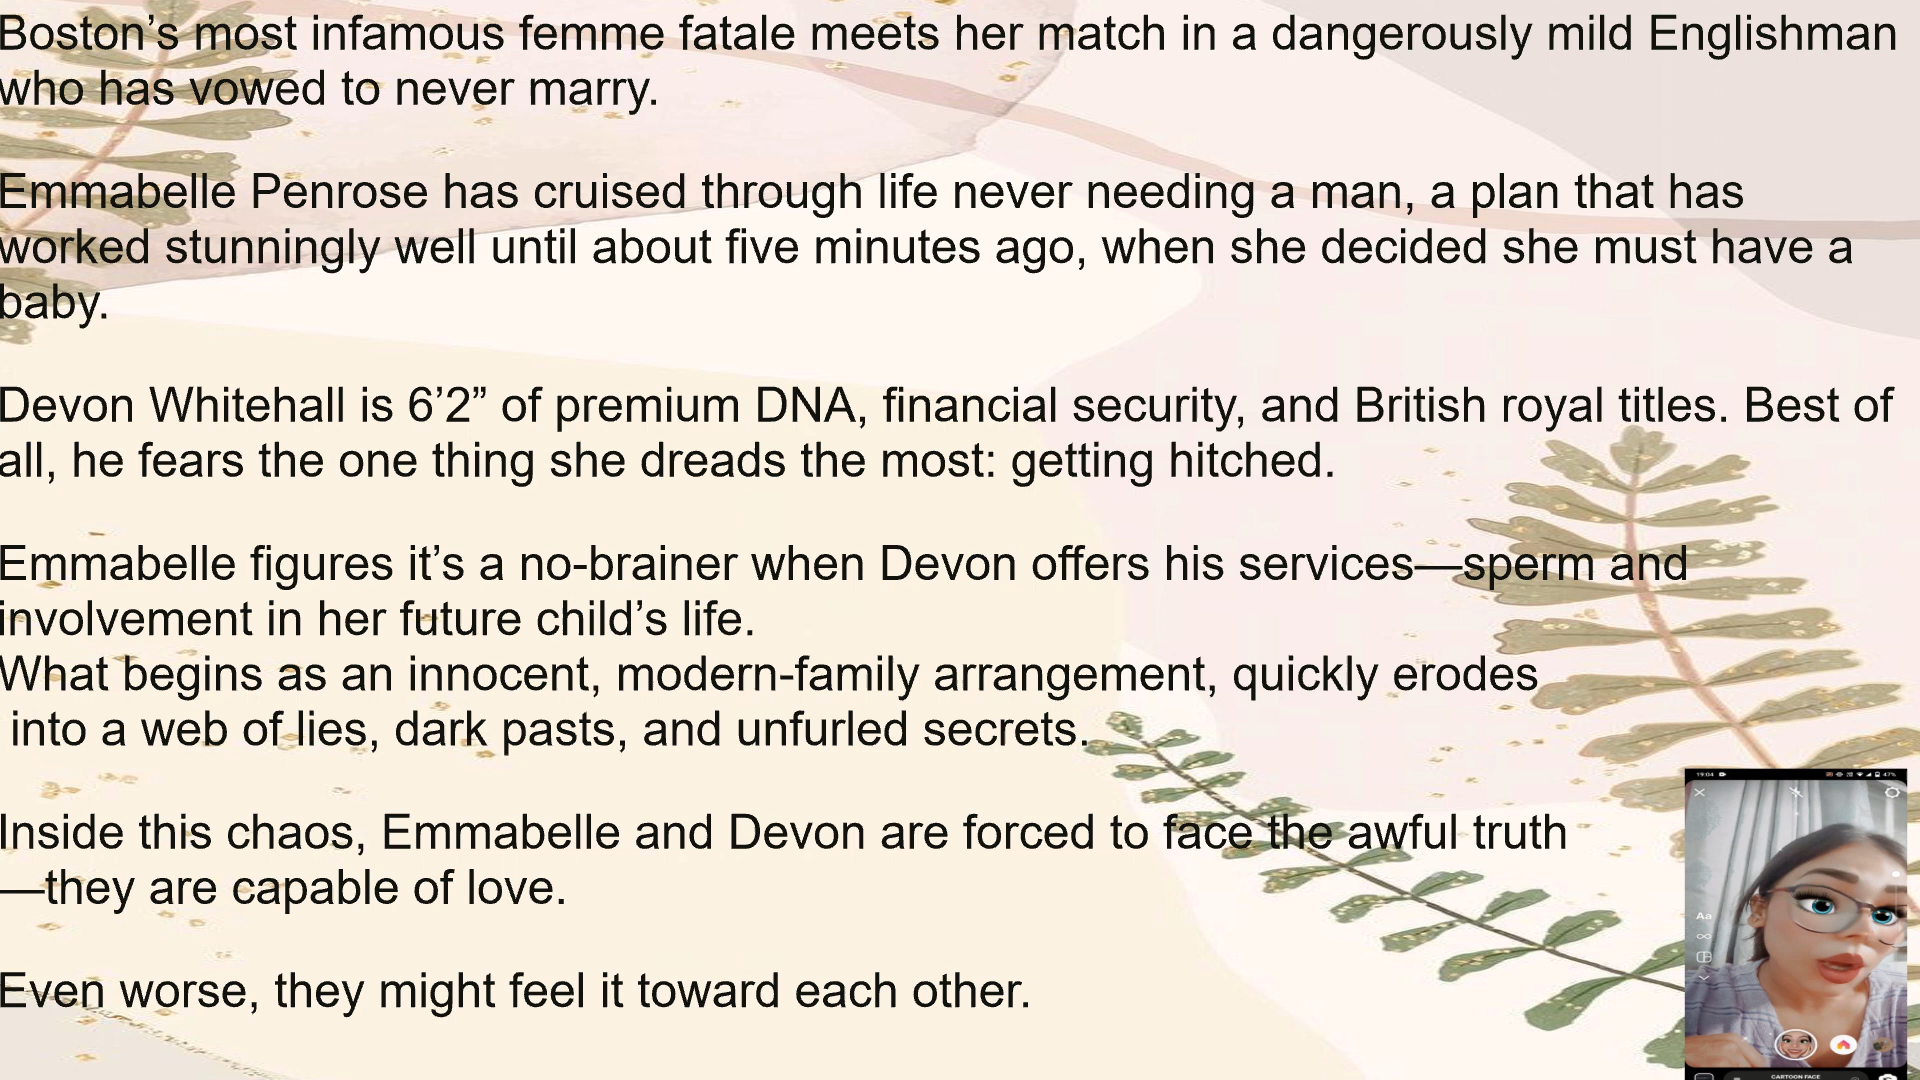 Boston’s most infamous femme fatale meets her match in a dangerously mild Englishman
who has vowed to never marry.
Emmabelle Penrose has cruised through life never needing a man, a plan that has
worked stunningly well until about five minutes ago, when she decided she must have a
baby.
Devon Whitehall is 6’2” of premium DNA, financial security, and British royal titles. Best of
all, he fears the one thing she dreads the most: getting hitched.
Emmabelle figures it’s a no-brainer when Devon offers his services—sperm and
involvement in her future child’s life.
What begins as an innocent, modern-family arrangement, quickly erodes
into a web of lies, dark pasts, and unfurled secrets.
Inside this chaos, Emmabelle and Devon are forced to face the awful truth
—they are capable of love.
Even worse, they might feel it toward each other.
19:04
47%
Aa
CARTOON FACE